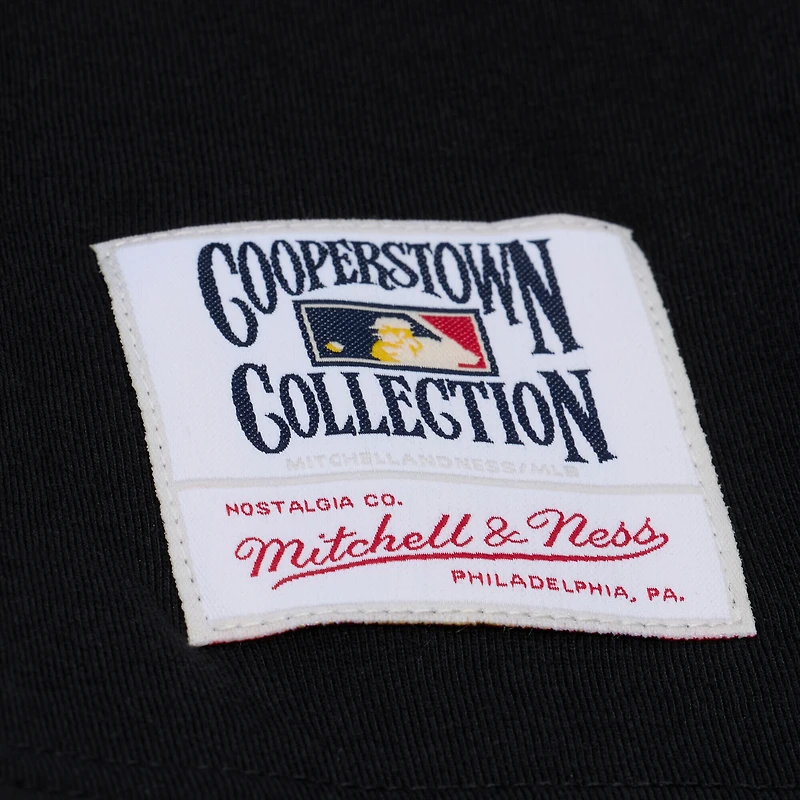 COOPERSTOWN
COLLECTION
MITCHELLANDNESS/MLB
NOSTALGIA CO.
Mitchell & Ness
PHILADELPHIA, PA.